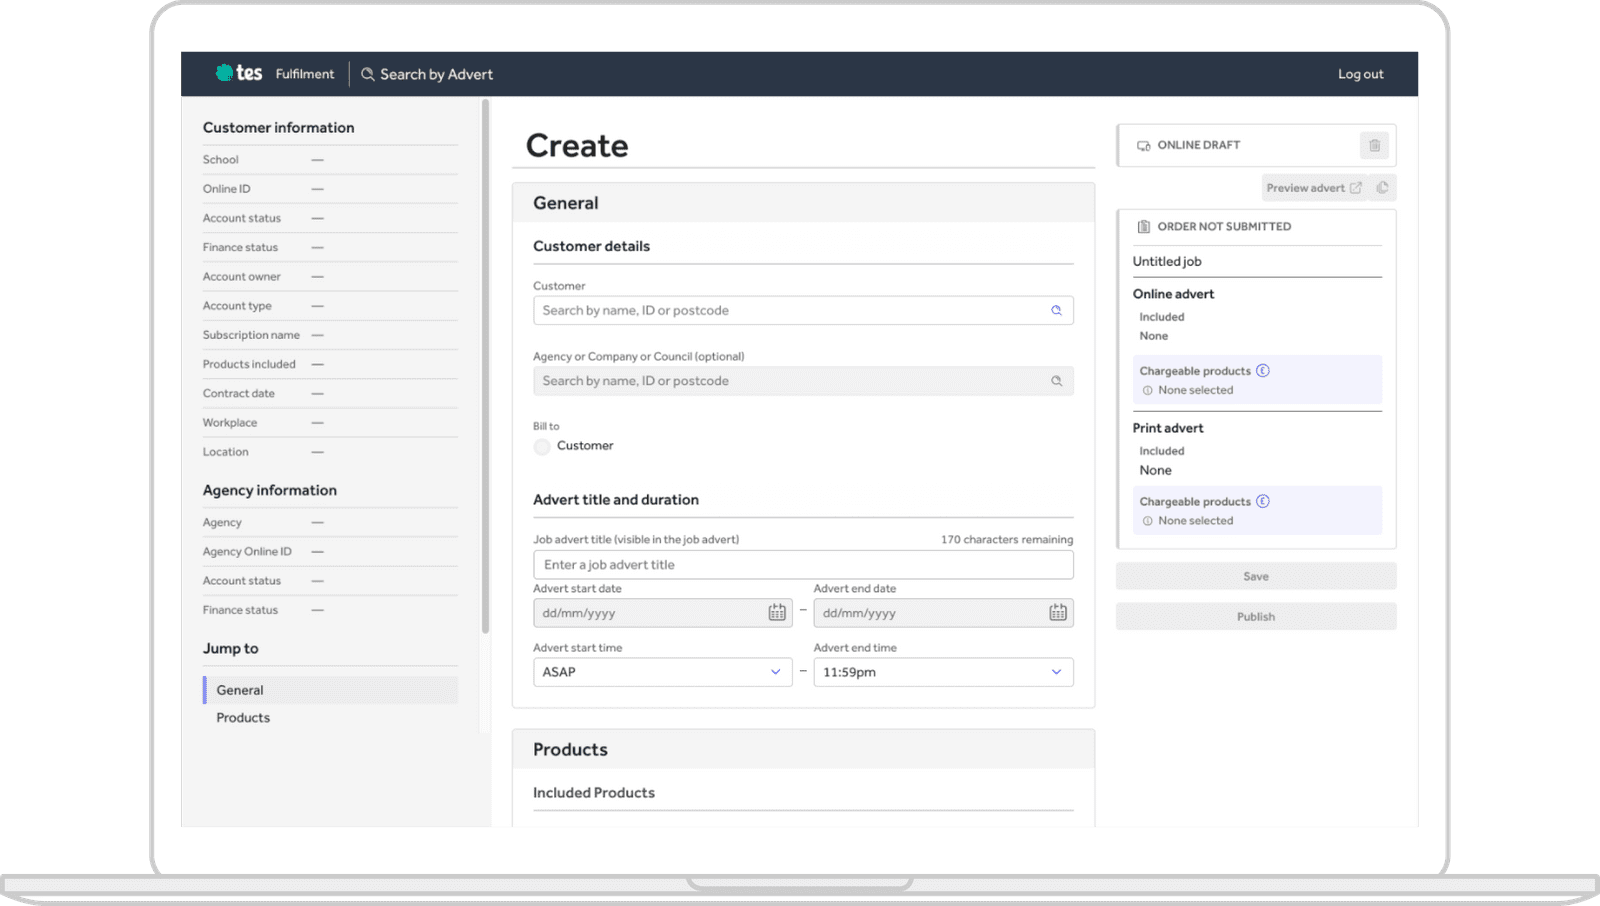 tes Fulfilment Search by Advert Log out
Customer information
School —
Online ID —
Account status —
Finance status —
Account owner —
Account type —
Subscription name —
Products included —
Contract date —
Workplace —
Location —
Agency information
Agency —
Agency Online ID —
Account status —
Finance status —
Jump to
General
Products
Create
General
Customer details
Customer
Search by name, ID or postcode
Agency or Company or Council (optional)
Search by name, ID or postcode
Bill to
Customer
Advert title and duration
Job advert title (visible in the job advert) 170 characters remaining
Enter a job advert title
Advert start date Advert end date
dd/mm/yyyy – dd/mm/yyyy
Advert start time Advert end time
ASAP – 11:59pm
Products
Included Products
ONLINE DRAFT
Preview advert
ORDER NOT SUBMITTED
Untitled job
Online advert
Included
None
Chargeable products £
None selected
Print advert
Included
None
Chargeable products £
None selected
Save
Publish